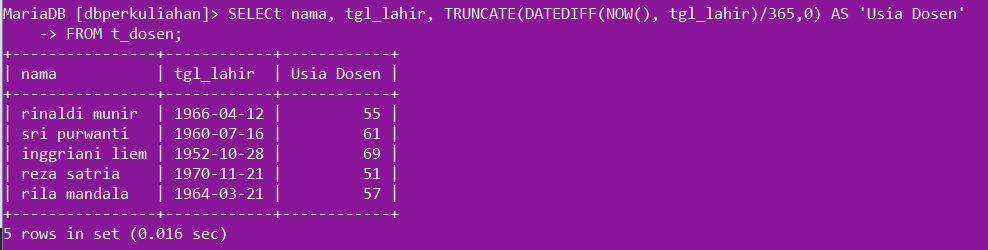 MariaDB [dbperkuliahan]> SELECt nama, tgl_lahir, TRUNCATE(DATEDIFF(NOW(), tgl_lahir)/365,0) AS 'Usia Dosen'
    -> FROM t_dosen;
+----------------+------------+------------+
| nama           | tgl_lahir  | Usia Dosen |
+----------------+------------+------------+
| rinaldi munir  | 1966-04-12 |         55 |
| sri purwanti   | 1960-07-16 |         61 |
| inggriani liem | 1952-10-28 |         69 |
| reza satria    | 1970-11-21 |         51 |
| rila mandala   | 1964-03-21 |         57 |
+----------------+------------+------------+
5 rows in set (0.016 sec)